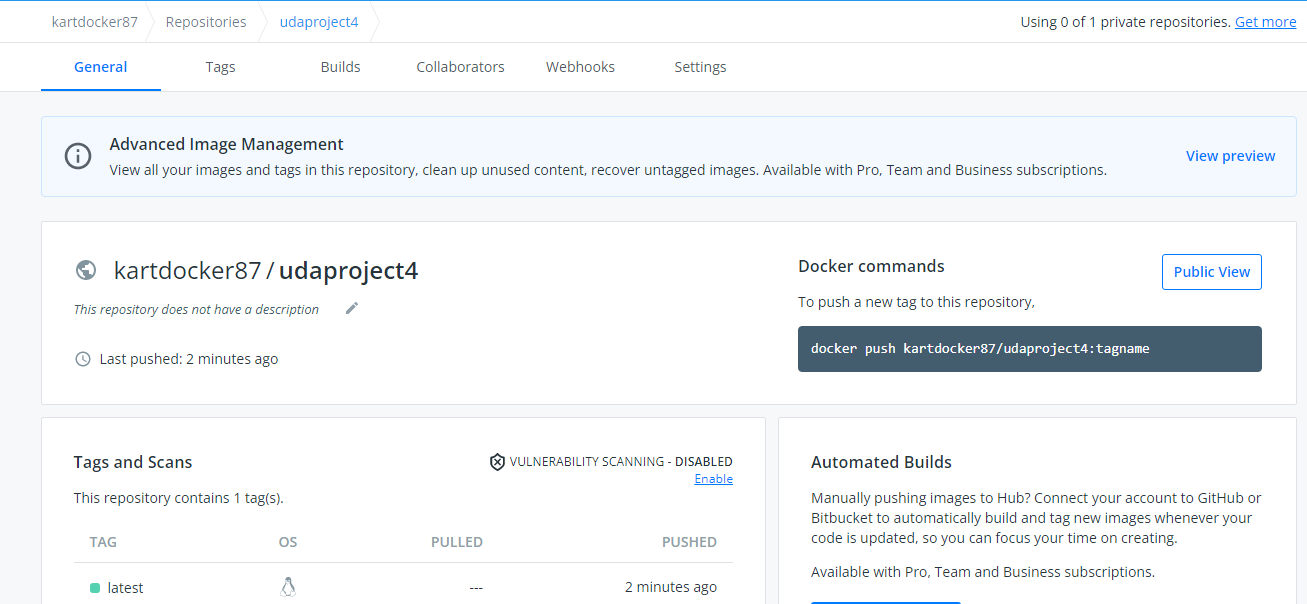 kartdocker87 Repositories udaproject4 Using 0 of 1 private repositories. Get more
General Tags Builds Collaborators Webhooks Settings
Advanced Image Management
View all your images and tags in this repository, clean up unused content, recover untagged images. Available with Pro, Team and Business subscriptions.
View preview
kartdocker87 / udaproject4
This repository does not have a description
Last pushed: 2 minutes ago
Docker commands
Public View
To push a new tag to this repository,
docker push kartdocker87/udaproject4:tagname
Tags and Scans
VULNERABILITY SCANNING - DISABLED
Enable
This repository contains 1 tag(s).
TAG OS PULLED PUSHED
latest --- 2 minutes ago
Automated Builds
Manually pushing images to Hub? Connect your account to GitHub or
Bitbucket to automatically build and tag new images whenever your
code is updated, so you can focus your time on creating.
Available with Pro, Team and Business subscriptions.